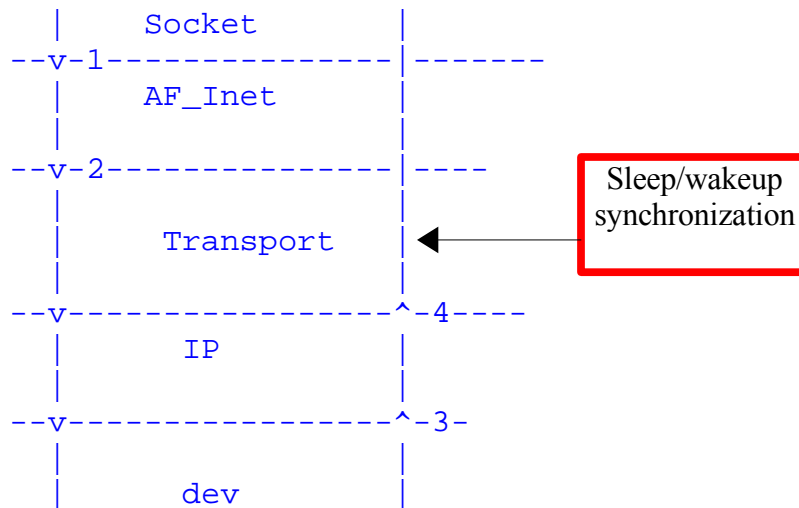 |      Socket       |
--v-1---------------|-------
|      AF_Inet      |
|                   |
--v-2---------------|----
|                   |
|       Transport   |
|                   |
--v-----------------^-4----
|        IP         |
|                   |
--v-----------------^-3-
|                   |
|        dev        |
Sleep/wakeup
synchronization